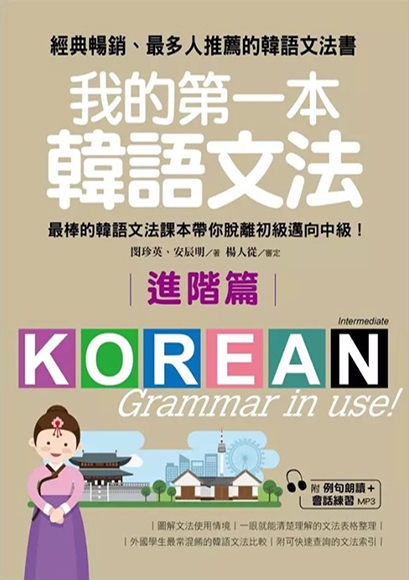 經典暢銷、最多人推薦的韓語文法書
我的第一本
韓語文法
最棒的韓語文法課本帶你脫離初級邁向中級！
閔珍英、安辰明／著 楊人從／審定
｜進階篇｜
Intermediate
KOREAN
Grammar in use!
附 例句朗讀＋
會話練習 MP3
｜圖解文法使用情境｜一眼就能清楚理解的文法表格整理｜
｜外國學生最常混餚的韓語文法比較｜附可快速查詢的文法索引｜